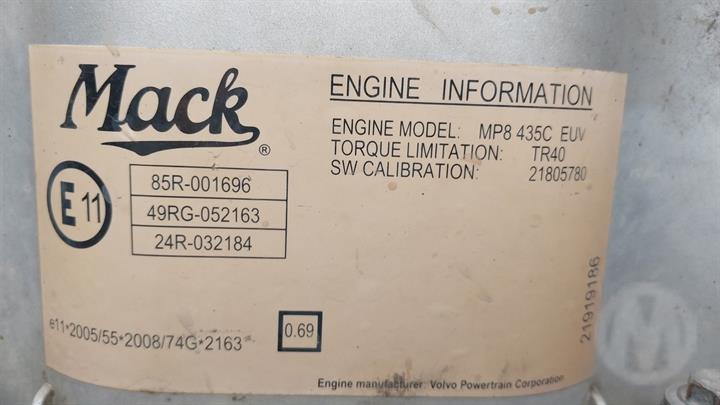 Mack ®
ENGINE INFORMATION
ENGINE MODEL: MP8 435C EUV
TORQUE LIMITATION: TR40
SW CALIBRATION: 21805780
E 11
85R-001696
49RG-052163
24R-032184
21919186
e11*2005/55*2008/74G*2163
0.69
Engine manufacturer: Volvo Powertrain Corporation
M